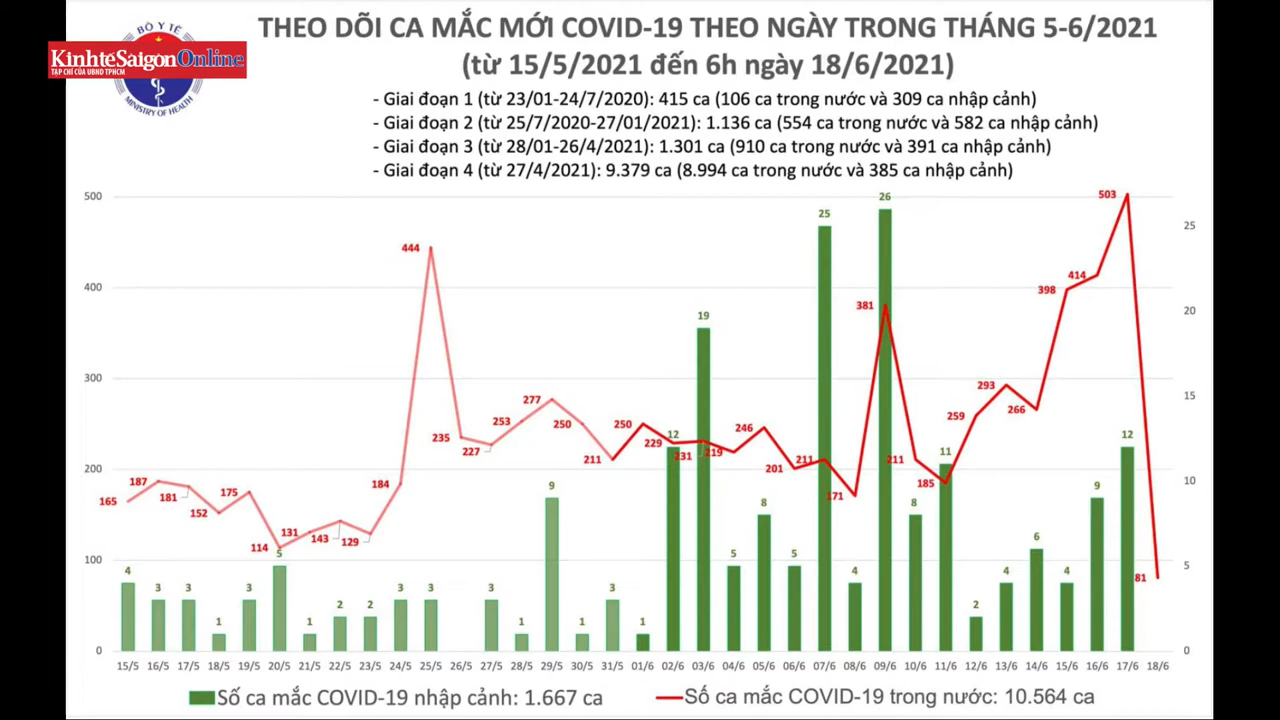 BỘ Y TẾ
KinhtếSaigonOnline
TẠP CHÍ CỦA UBND TPHCM
MINISTRY OF HEALTH
THEO DÕI CA MẮC MỚI COVID-19 THEO NGÀY TRONG THÁNG 5-6/2021
(từ 15/5/2021 đến 6h ngày 18/6/2021)
- Giai đoạn 1 (từ 23/01-24/7/2020): 415 ca (106 ca trong nước và 309 ca nhập cảnh)
- Giai đoạn 2 (từ 25/7/2020-27/01/2021): 1.136 ca (554 ca trong nước và 582 ca nhập cảnh)
- Giai đoạn 3 (từ 28/01-26/4/2021): 1.301 ca (910 ca trong nước và 391 ca nhập cảnh)
- Giai đoạn 4 (từ 27/4/2021): 9.379 ca (8.994 ca trong nước và 385 ca nhập cảnh)
500
400
300
200
100
0
25
20
15
10
5
0
165 187 181 152 175 114 131 143 129 184 444 235 227 253 277 250 211 250 229 231 219 246 201 211 171 381 211 185 259 293 266 398 414 503 81
4 3 3 1 3 5 1 2 2 3 3 3 1 9 1 3 1 12 19 5 8 5 25 4 26 8 11 2 4 6 4 9 12
15/5 16/5 17/5 18/5 19/5 20/5 21/5 22/5 23/5 24/5 25/5 26/5 27/5 28/5 29/5 30/5 31/5 01/6 02/6 03/6 04/6 05/6 06/6 07/6 08/6 09/6 10/6 11/6 12/6 13/6 14/6 15/6 16/6 17/6 18/6
Số ca mắc COVID-19 nhập cảnh: 1.667 ca
Số ca mắc COVID-19 trong nước: 10.564 ca